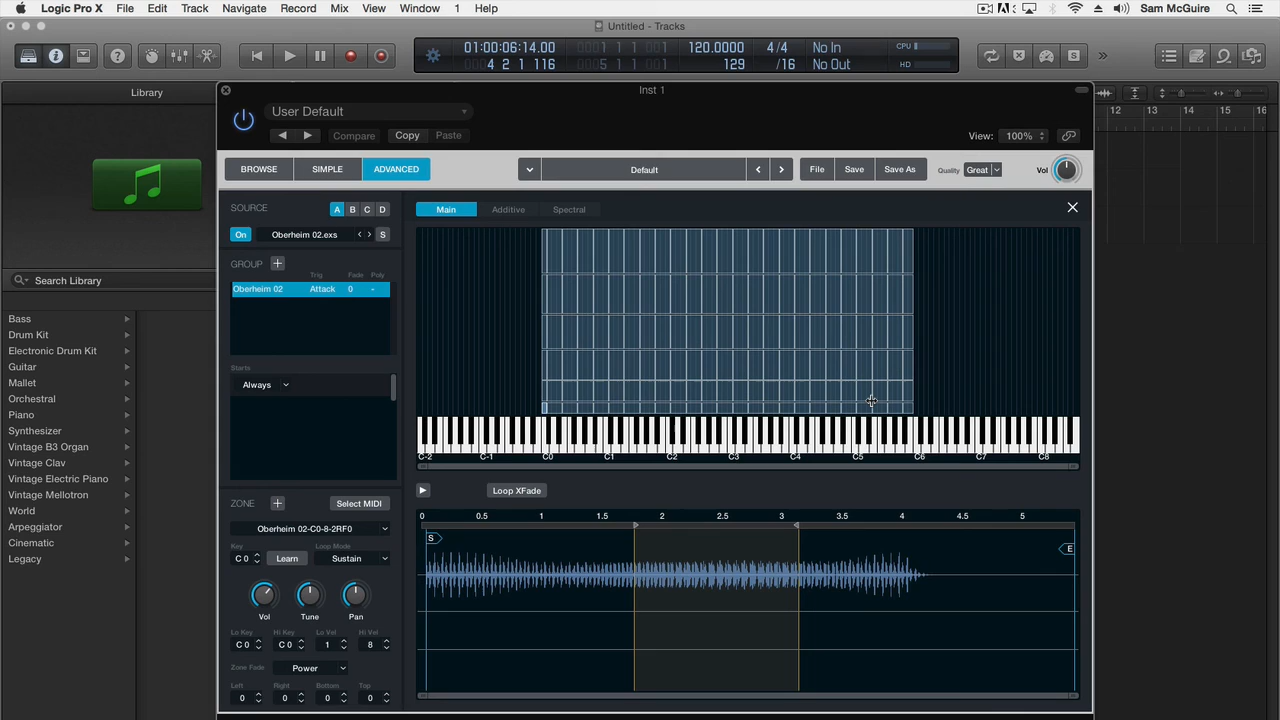 Logic Pro X File Edit Track Navigate Record Mix View Window 1 Help Sam McGuire
Untitled - Tracks
01:00:06:14.00 1 1 1 120.0000 4/4 No In CPU
4 2 1 116 5 1 1 1 129 /16 No Out HD
Library
Inst 1
12 13 14 15 16
User Default
Compare Copy Paste View: 100%
BROWSE SIMPLE ADVANCED Default File Save Save As Quality Great Vol
SOURCE A B C D Main Additive Spectral
On Oberheim 02.exs S
GROUP
Trig Fade Poly
Oberheim 02 Attack 0 -
Search Library
Bass
Drum Kit
Electronic Drum Kit
Guitar
Mallet
Orchestral
Piano
Synthesizer
Vintage B3 Organ
Vintage Clav
Vintage Electric Piano
Vintage Mellotron
World
Arpeggiator
Cinematic
Legacy
Starts
Always
C-2 C-1 C0 C1 C2 C3 C4 C5 C6 C7 C8
ZONE Select MIDI
Loop XFade
Oberheim 02-C0-8-2RF0
0 0.5 1 1.5 2 2.5 3 3.5 4 4.5 5
S E
Key Loop Mode
C 0 Learn Sustain
Vol Tune Pan
Lo Key Hi Key Lo Vel Hi Vel
C 0 C 0 1 8
Zone Fade Power
Left Right Bottom Top
0 0 0 0